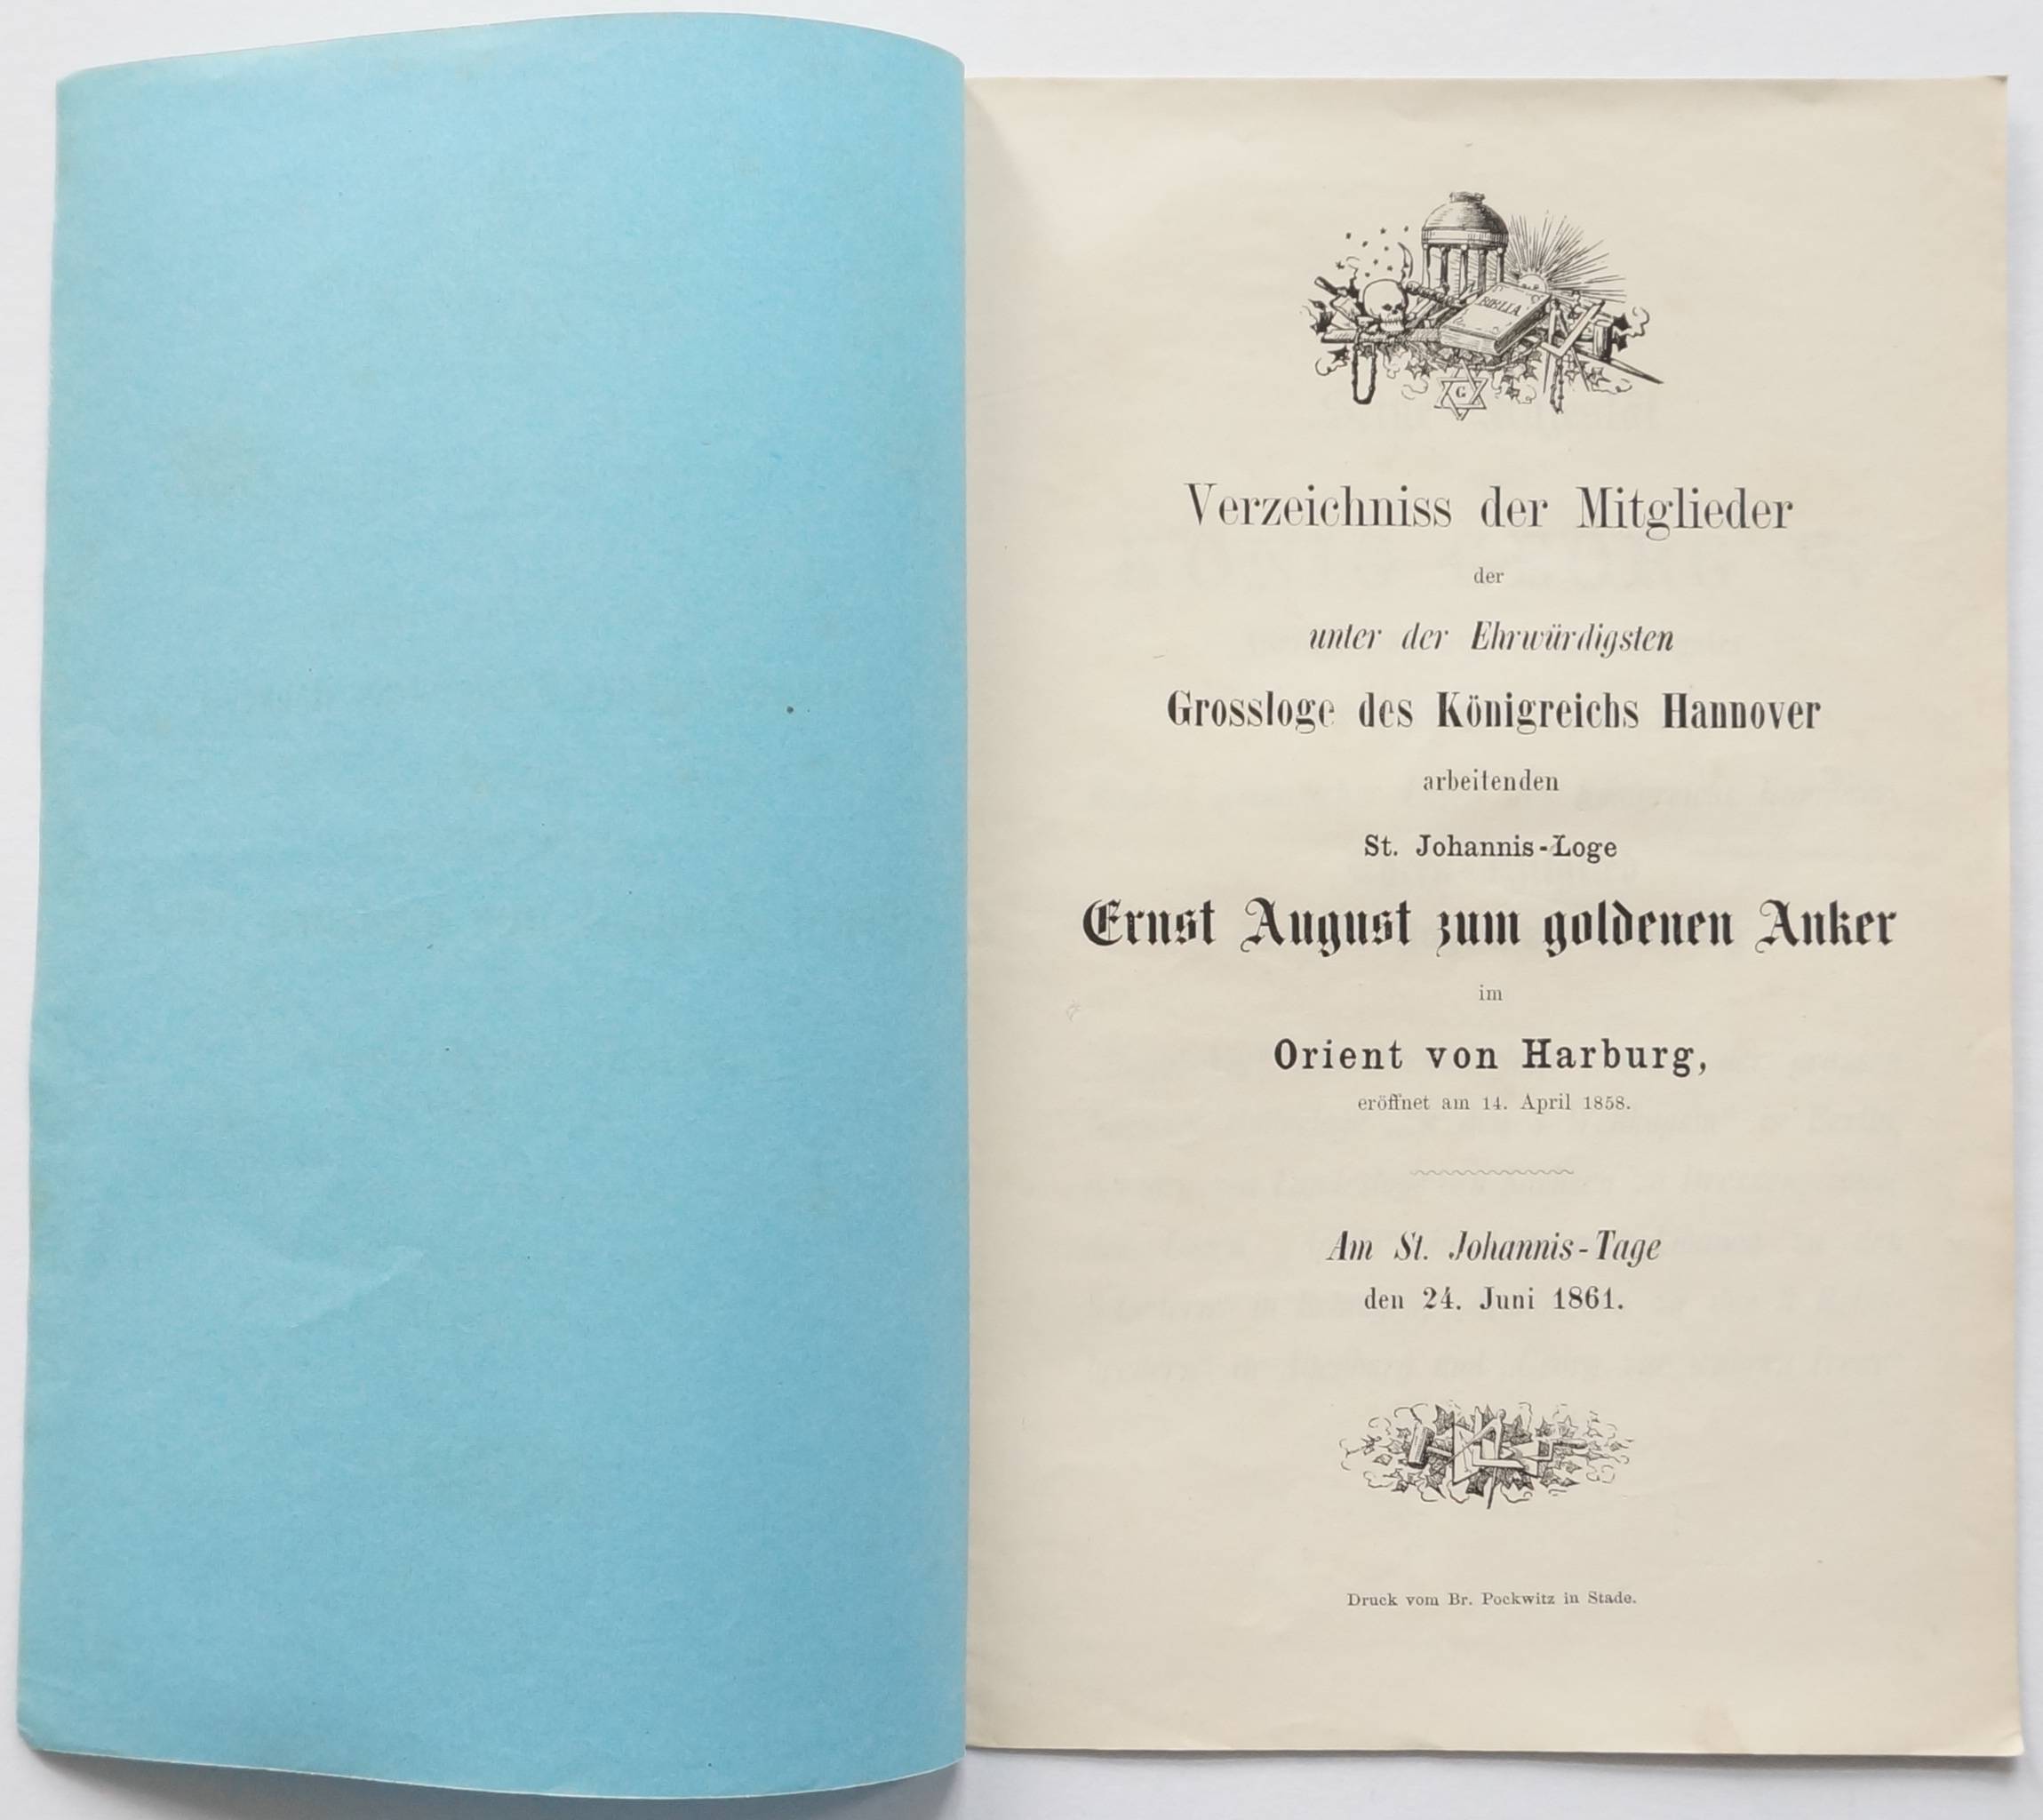 BIBLIA
G
Verzeichniss der Mitglieder
der
unter der Ehrwürdigsten
Grossloge des Königreichs Hannover
arbeitenden
St. Johannis-Loge
Ernst August zum goldenen Anker
im
Orient von Harburg,
eröffnet am 14. April 1858.
Am St. Johannis-Tage
den 24. Juni 1861.
Druck vom Br. Pockwitz in Stade.